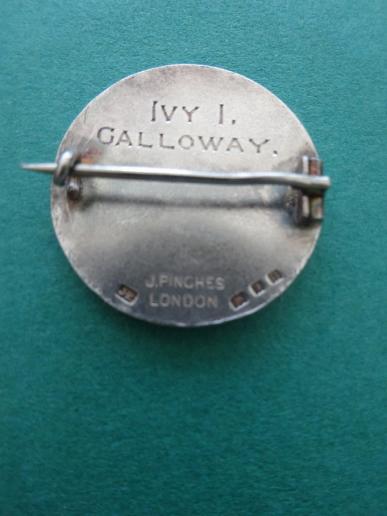 IVY I.
GALLOWAY.
J.PINCHES
LONDON